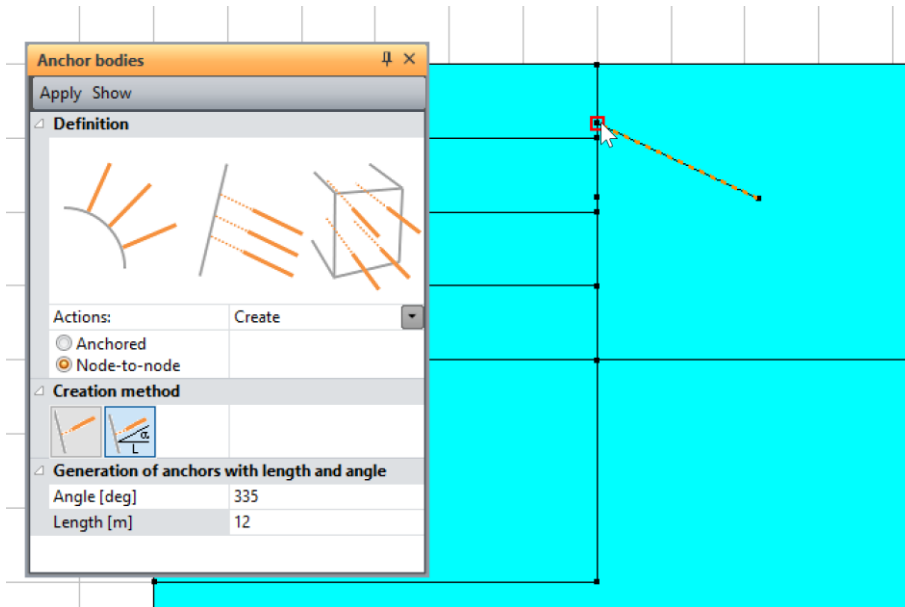 Anchor bodies
Apply Show
Definition
Actions: Create
Anchored
Node-to-node
Creation method
α
L
Generation of anchors with length and angle
Angle [deg] 335
Length [m] 12